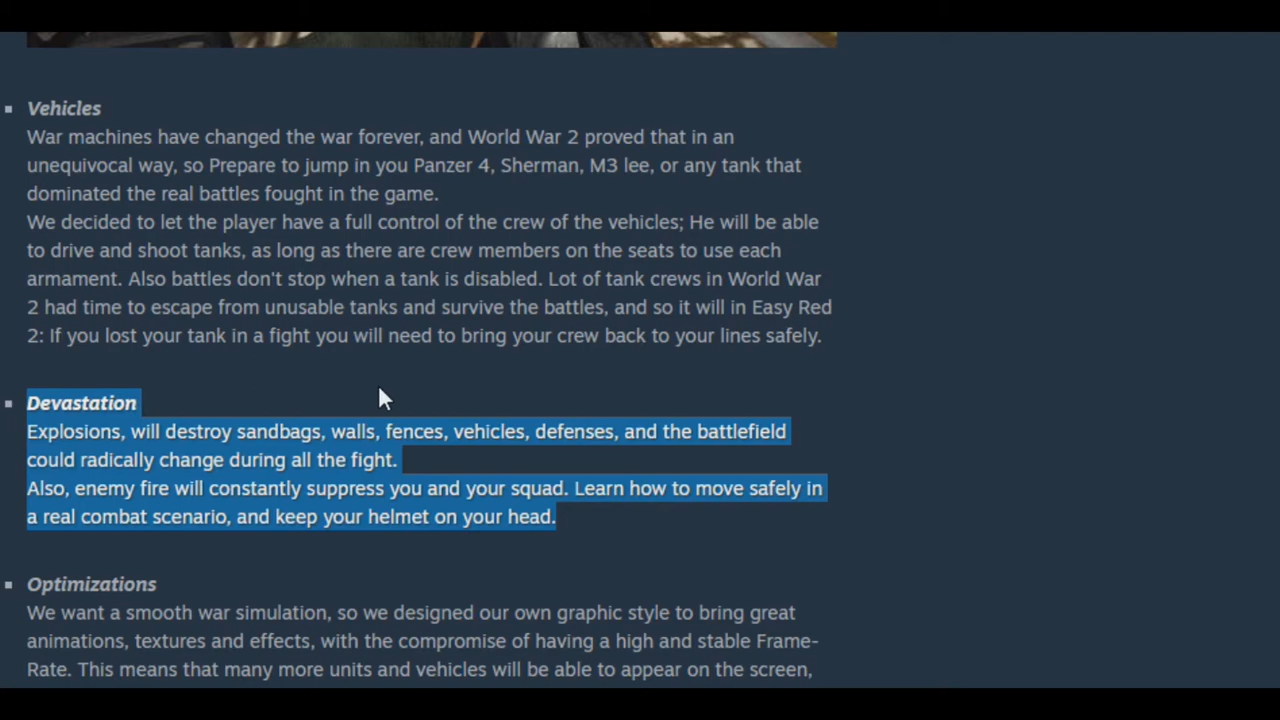 Vehicles
War machines have changed the war forever, and World War 2 proved that in an
unequivocal way, so Prepare to jump in you Panzer 4, Sherman, M3 lee, or any tank that
dominated the real battles fought in the game.
We decided to let the player have a full control of the crew of the vehicles; He will be able
to drive and shoot tanks, as long as there are crew members on the seats to use each
armament. Also battles don't stop when a tank is disabled. Lot of tank crews in World War
2 had time to escape from unusable tanks and survive the battles, and so it will in Easy Red
2: If you lost your tank in a fight you will need to bring your crew back to your lines safely.
Devastation
Explosions, will destroy sandbags, walls, fences, vehicles, defenses, and the battlefield
could radically change during all the fight.
Also, enemy fire will constantly suppress you and your squad. Learn how to move safely in
a real combat scenario, and keep your helmet on your head.
Optimizations
We want a smooth war simulation, so we designed our own graphic style to bring great
animations, textures and effects, with the compromise of having a high and stable Frame-
Rate. This means that many more units and vehicles will be able to appear on the screen,